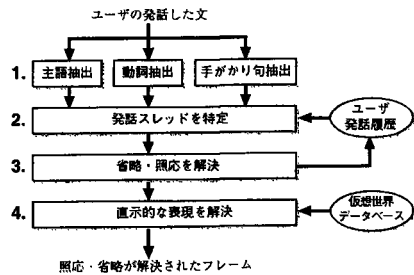 ユーザの発話した文
1. 主語抽出 動詞抽出 手がかり句抽出
2. 発話スレッドを特定
ユーザ
発話履歴
3. 省略・照応を解決
4. 直示的な表現を解決
仮想世界
データベース
照応・省略が解決されたフレーム